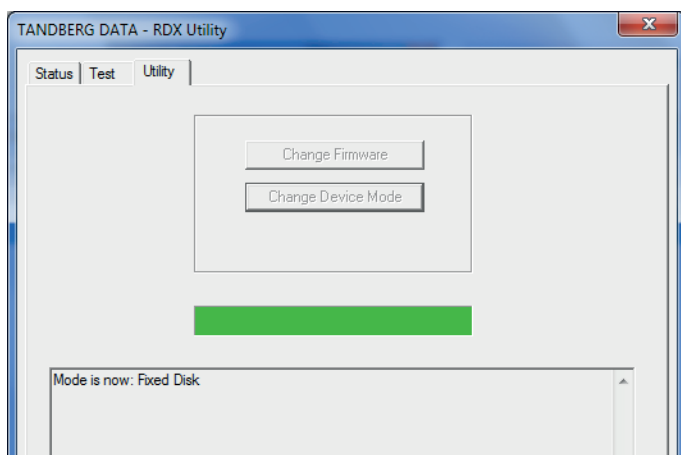 TANDBERG DATA - RDX Utility
Status Test Utility
Change Firmware
Change Device Mode
Mode is now: Fixed Disk